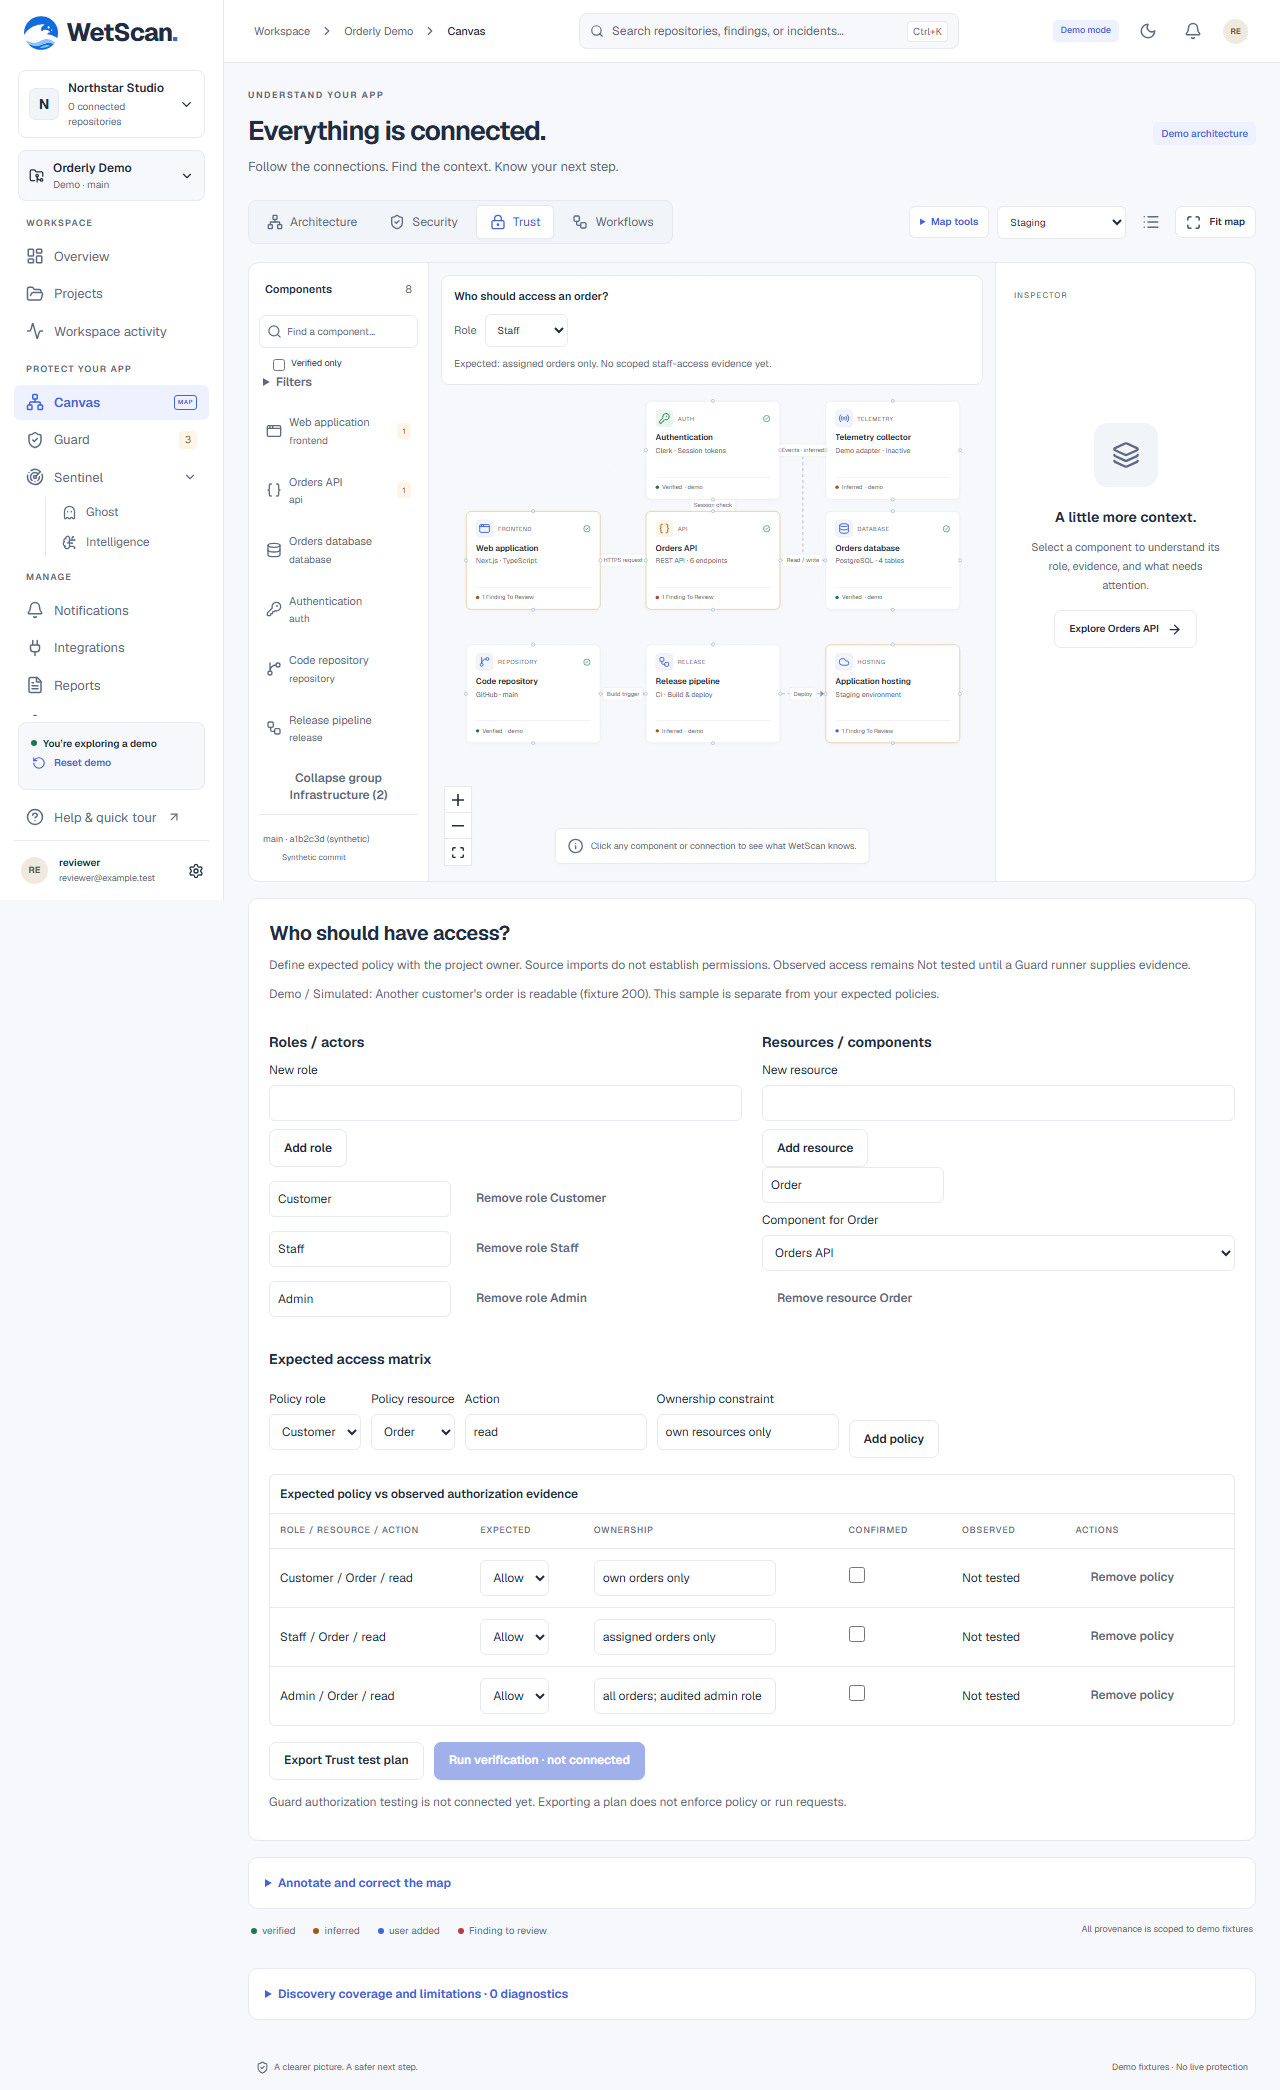 WetScan.
Workspace > Orderly Demo > Canvas
Search repositories, findings, or incidents...
Ctrl+K
Demo mode
RE
N
Northstar Studio
0 connected
repositories
Orderly Demo
Demo · main
WORKSPACE
Overview
Projects
Workspace activity
PROTECT YOUR APP
Canvas
MAP
Guard
3
Sentinel
Ghost
Intelligence
MANAGE
Notifications
Integrations
Reports
You're exploring a demo
Reset demo
Help & quick tour
RE
reviewer
reviewer@example.test
UNDERSTAND YOUR APP
Everything is connected.
Follow the connections. Find the context. Know your next step.
Demo architecture
Architecture
Security
Trust
Workflows
Map tools
Staging
Fit map
Components
8
Find a component...
Verified only
Filters
Web application
frontend
1
Orders API
api
1
Orders database
database
Authentication
auth
Code repository
repository
Release pipeline
release
Collapse group
Infrastructure (2)
main · a1b2c3d (synthetic)
Synthetic commit
Who should access an order?
Role
Staff
Expected: assigned orders only. No scoped staff-access evidence yet.
AUTH
Authentication
Clerk · Session tokens
Verified · demo
Events · inferred
TELEMETRY
Telemetry collector
Demo adapter · Inactive
Inferred · demo
Session check
FRONTEND
Web application
Next.js · TypeScript
1 Finding To Review
HTTPS request
API
Orders API
REST API · 6 endpoints
1 Finding To Review
Read / write
DATABASE
Orders database
PostgreSQL · 4 tables
Verified · demo
REPOSITORY
Code repository
GitHub · main
Verified · demo
Build trigger
RELEASE
Release pipeline
CI · Build & deploy
Inferred · demo
Deploy
HOSTING
Application hosting
Staging environment
1 Finding To Review
Click any component or connection to see what WetScan knows.
INSPECTOR
A little more context.
Select a component to understand its
role, evidence, and what needs
attention.
Explore Orders API
Who should have access?
Define expected policy with the project owner. Source imports do not establish permissions. Observed access remains Not tested until a Guard runner supplies evidence.
Demo / Simulated: Another customer's order is readable (fixture 200). This sample is separate from your expected policies.
Roles / actors
New role
Add role
Customer
Remove role Customer
Staff
Remove role Staff
Admin
Remove role Admin
Resources / components
New resource
Add resource
Order
Component for Order
Orders API
Remove resource Order
Expected access matrix
Policy role
Policy resource
Action
Ownership constraint
Customer
Order
read
own resources only
Add policy
Expected policy vs observed authorization evidence
ROLE / RESOURCE / ACTION
EXPECTED
OWNERSHIP
CONFIRMED
OBSERVED
ACTIONS
Customer / Order / read
Allow
own orders only
Not tested
Remove policy
Staff / Order / read
Allow
assigned orders only
Not tested
Remove policy
Admin / Order / read
Allow
all orders; audited admin role
Not tested
Remove policy
Export Trust test plan
Run verification · not connected
Guard authorization testing is not connected yet. Exporting a plan does not enforce policy or run requests.
Annotate and correct the map
verified
inferred
user added
Finding to review
All provenance is scoped to demo fixtures
Discovery coverage and limitations · 0 diagnostics
A clearer picture. A safer next step.
Demo fixtures · No live protection